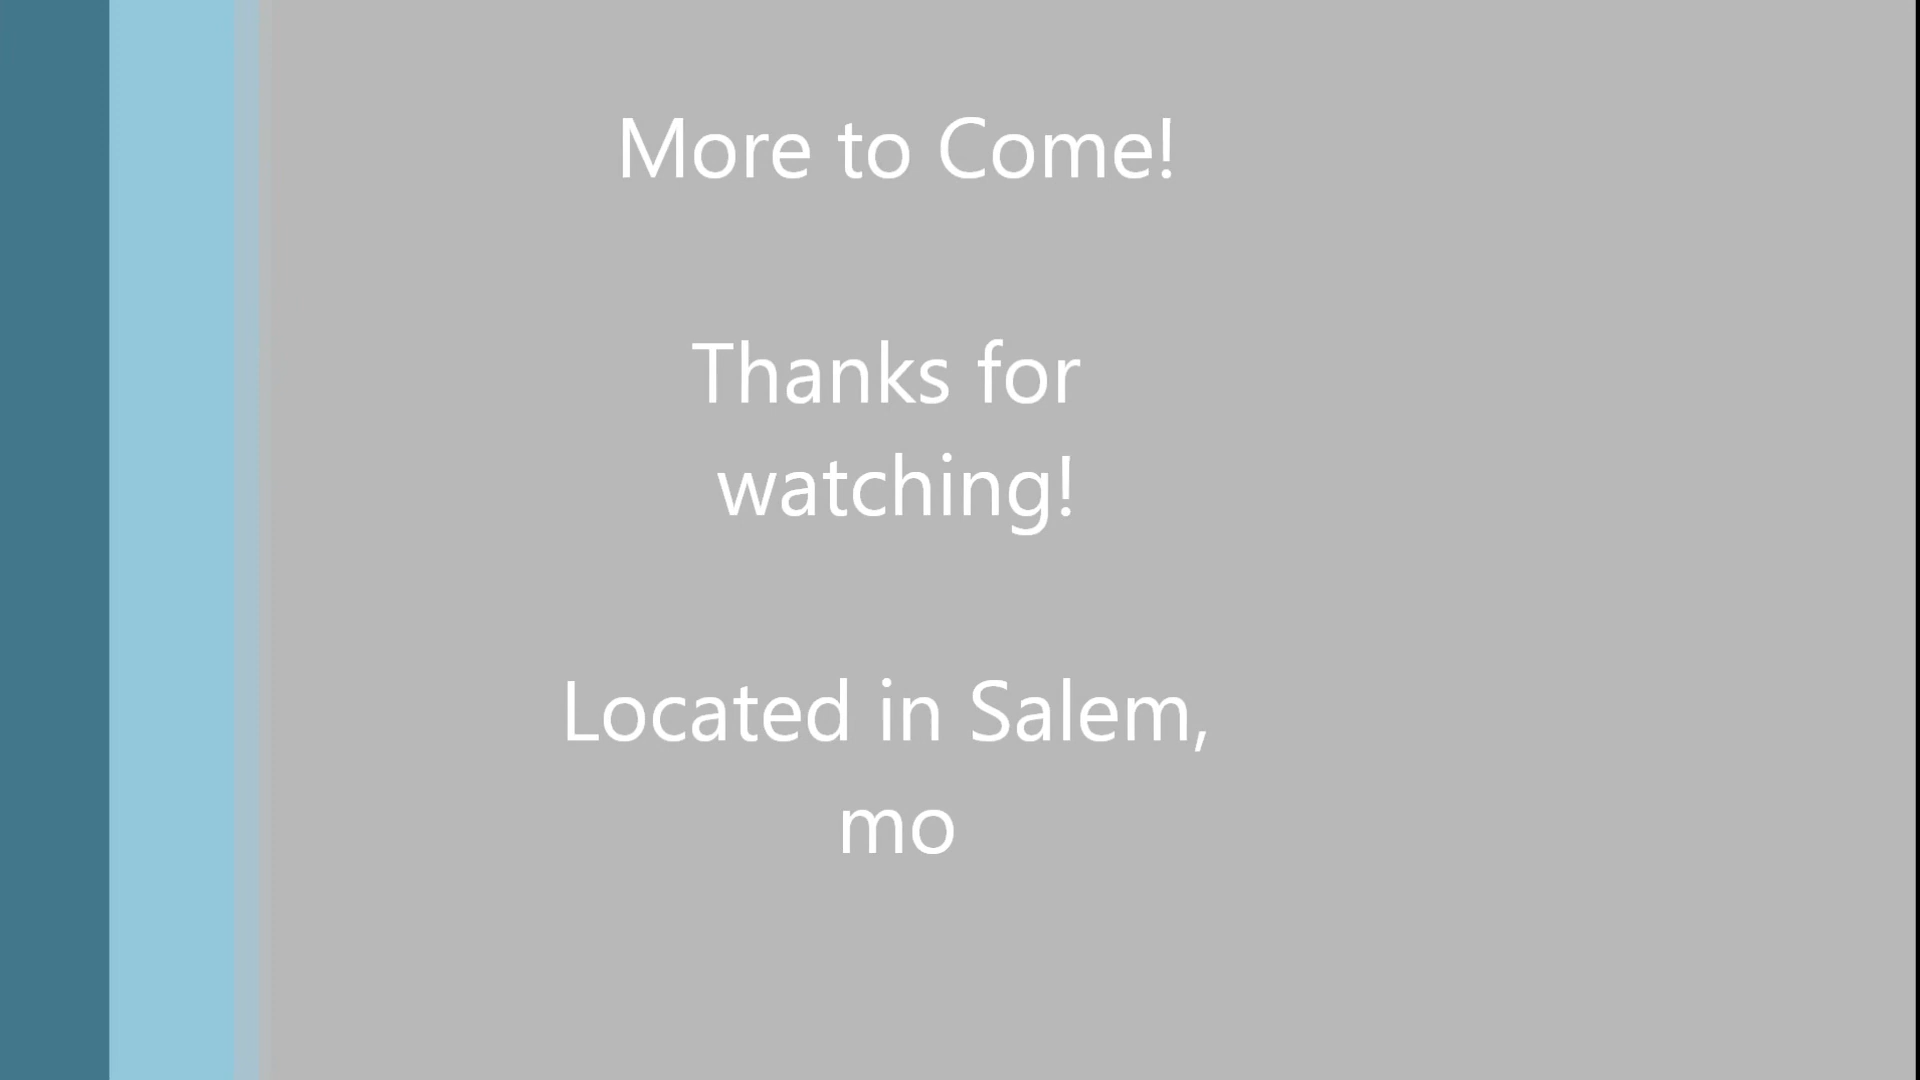 More to Come!
Thanks for
watching!
Located in Salem,
mo